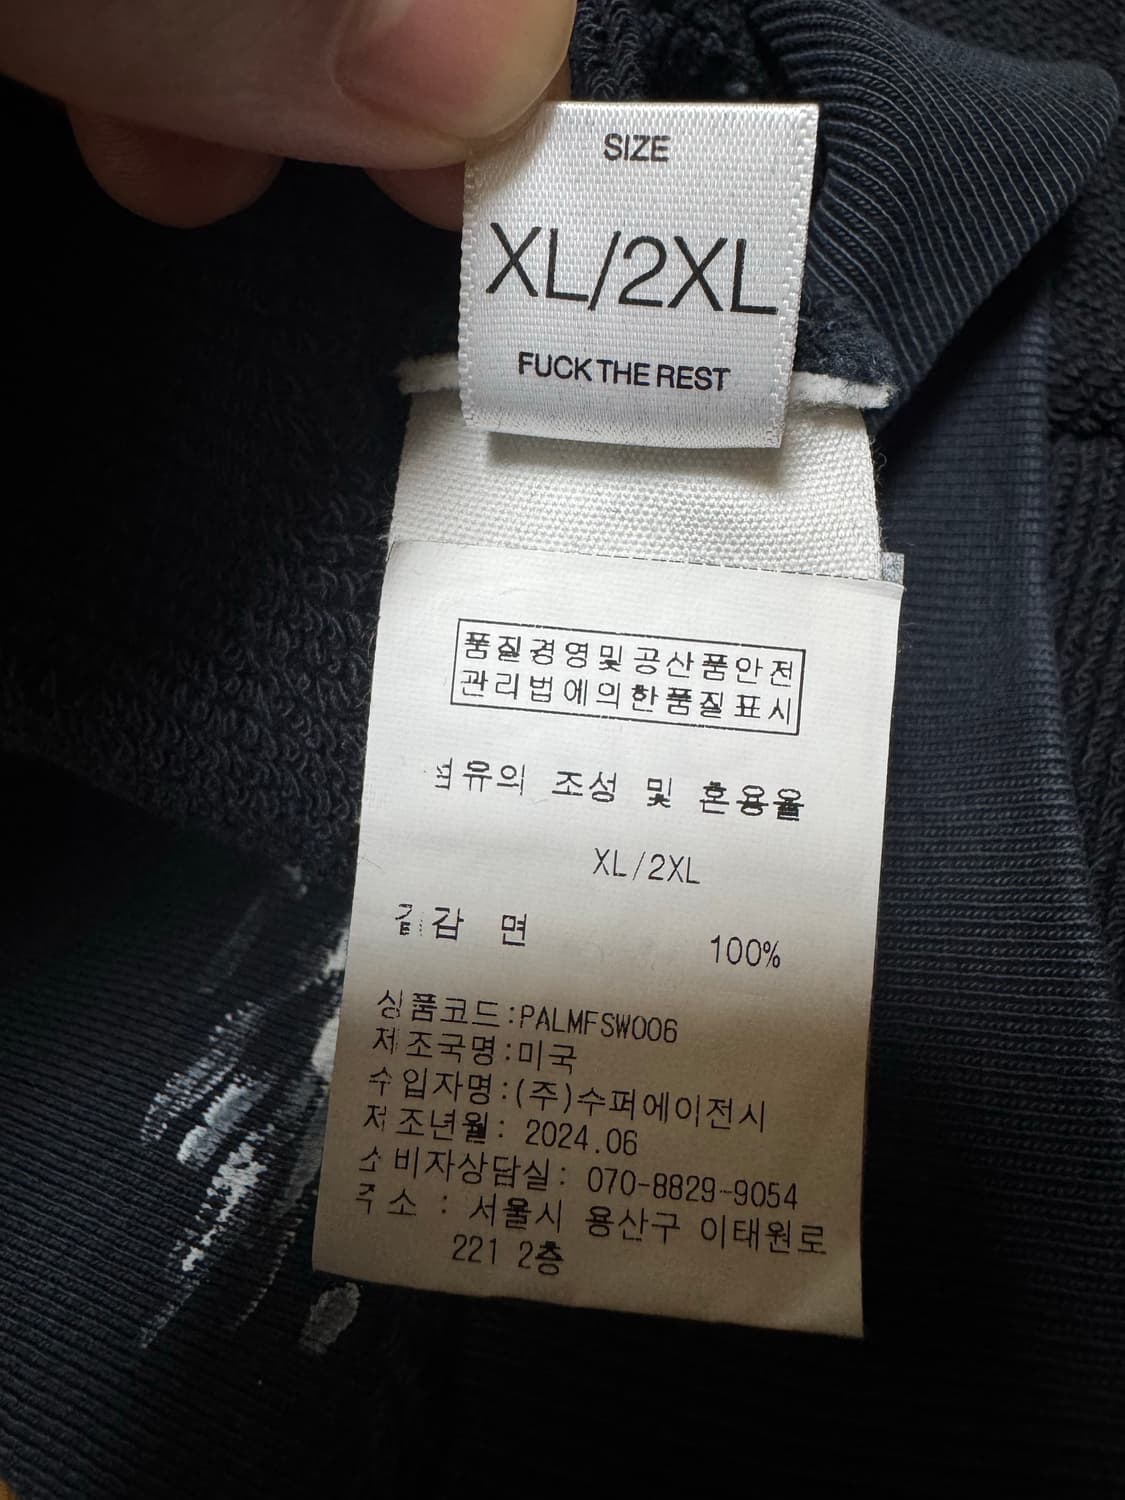 SIZE
XL/2XL
FUCK THE REST
품질경영및공산품안전
관리법에의한품질표시
섬유의 조성 및 혼용율
XL/2XL
겉감 면 100%
상품코드:PALMFSW006
제조국명:미국
수입자명:(주)수퍼에이전시
제조년월: 2024.06
소비자상담실: 070-8829-9054
주소 : 서울시 용산구 이태원로
221 2층